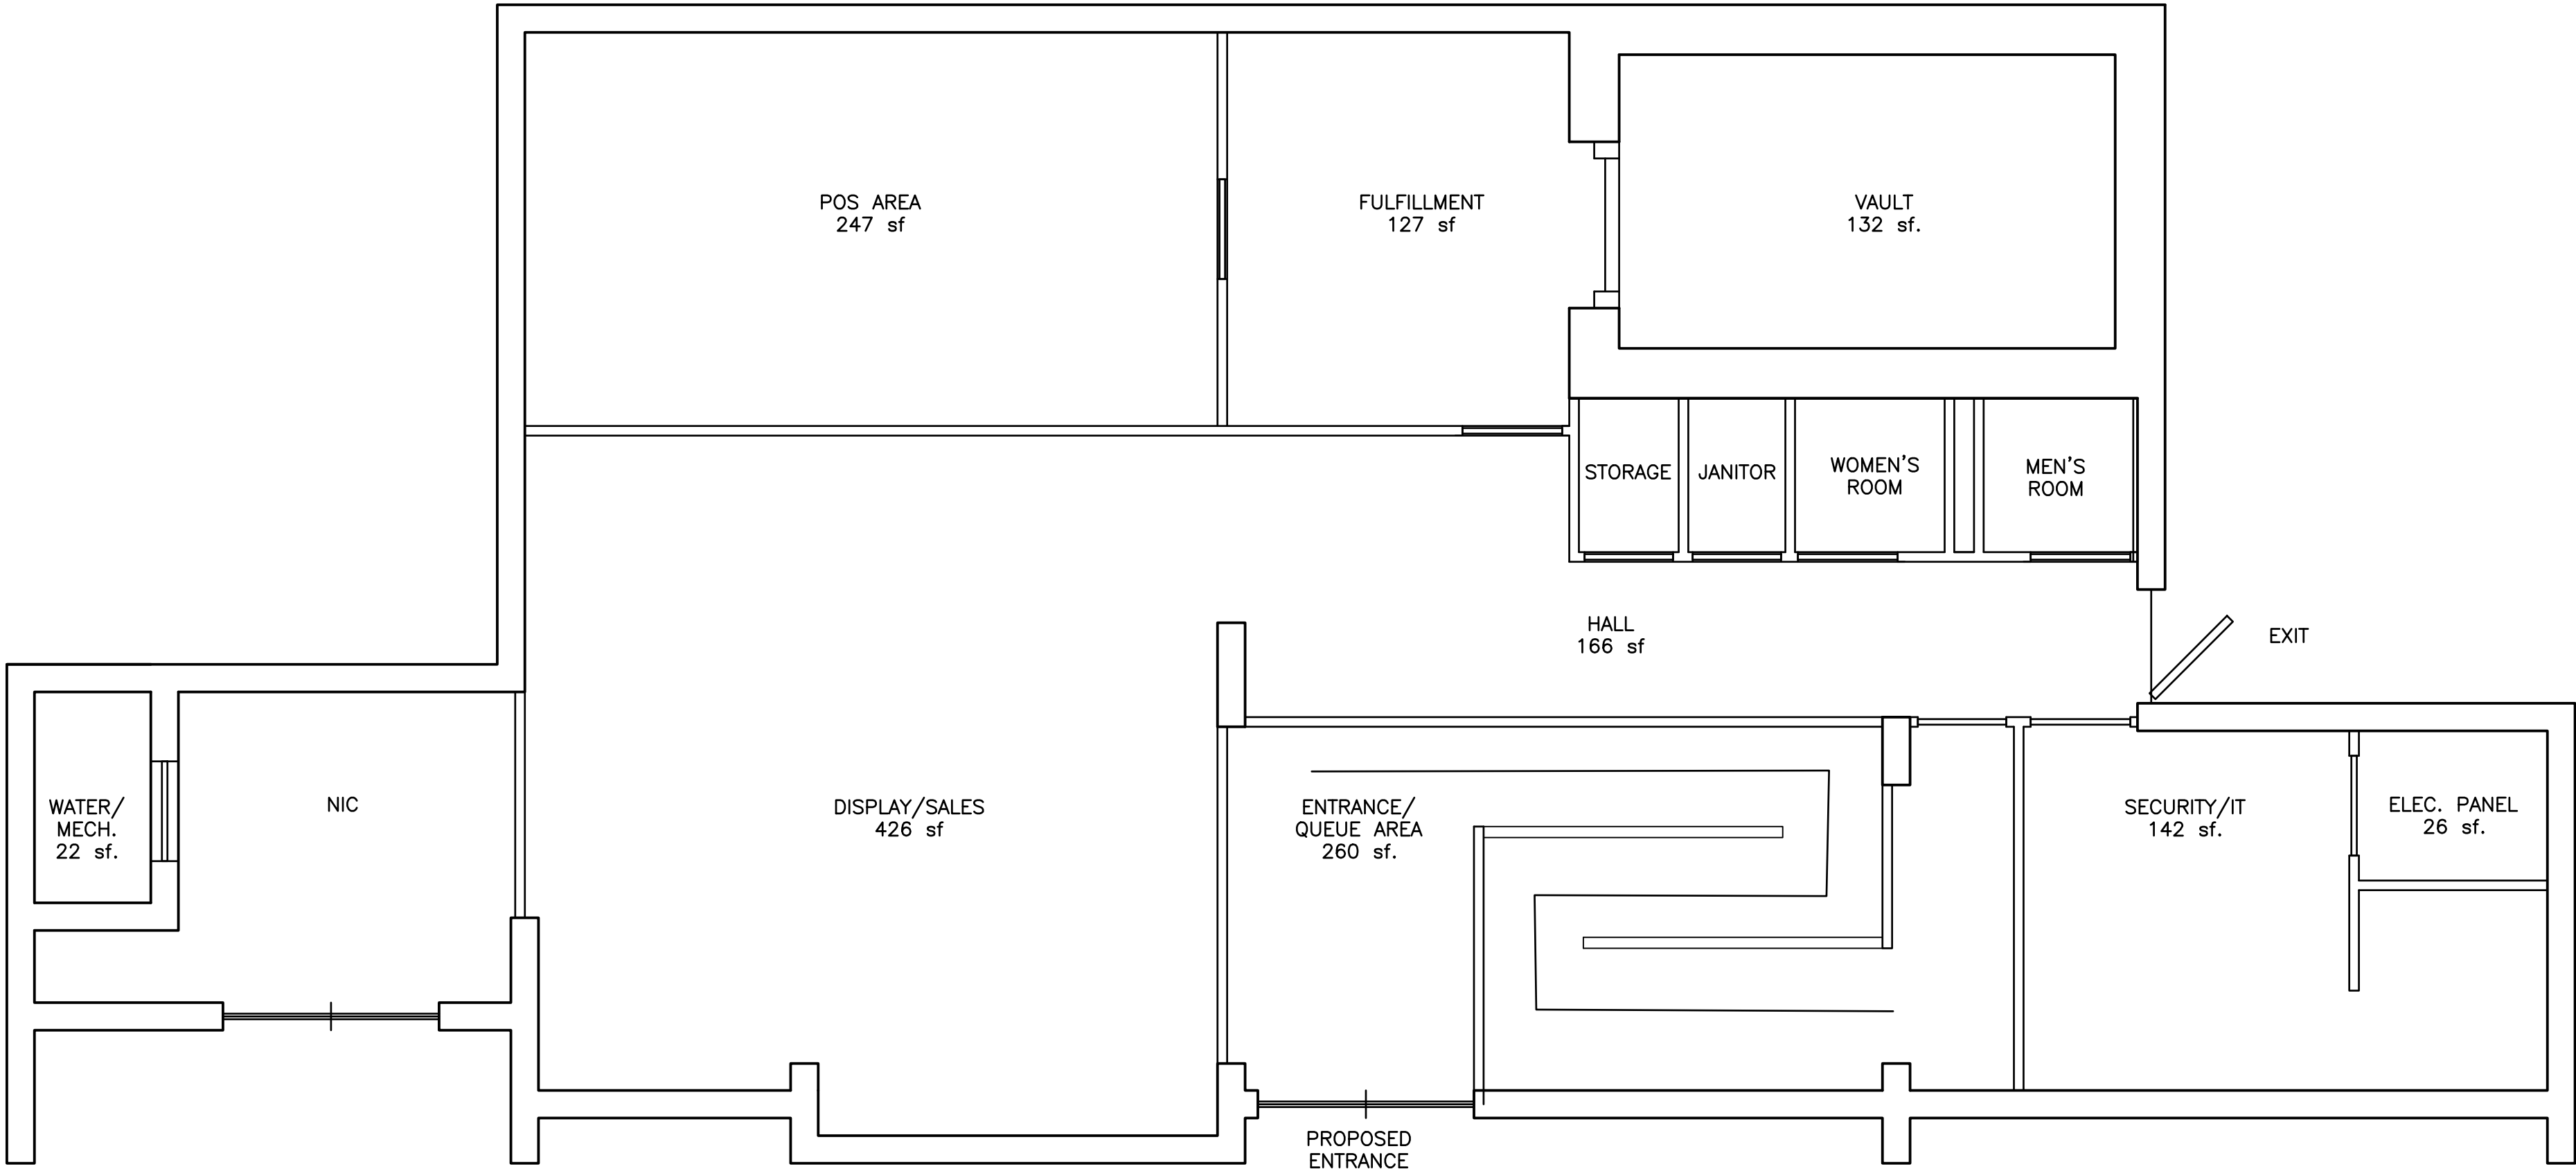 POS AREA
247 sf
FULFILLMENT
127 sf
VAULT
132 sf.
STORAGE
JANITOR
WOMEN'S
ROOM
MEN'S
ROOM
HALL
166 sf
EXIT
WATER/
MECH.
22 sf.
NIC
DISPLAY/SALES
426 sf
ENTRANCE/
QUEUE AREA
260 sf.
SECURITY/IT
142 sf.
ELEC. PANEL
26 sf.
PROPOSED
ENTRANCE